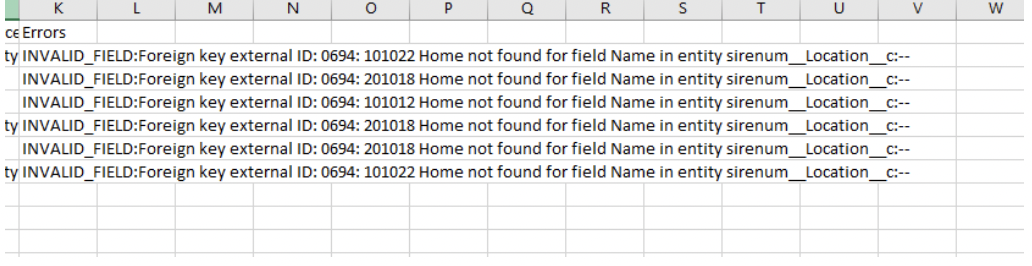 K L M N O P Q R S T U V W
ce Errors
ty INVALID_FIELD:Foreign key external ID: 0694: 101022 Home not found for field Name in entity sirenum__Location__c:--
INVALID_FIELD:Foreign key external ID: 0694: 201018 Home not found for field Name in entity sirenum__Location__c:--
INVALID_FIELD:Foreign key external ID: 0694: 101012 Home not found for field Name in entity sirenum__Location__c:--
ty INVALID_FIELD:Foreign key external ID: 0694: 201018 Home not found for field Name in entity sirenum__Location__c:--
INVALID_FIELD:Foreign key external ID: 0694: 201018 Home not found for field Name in entity sirenum__Location__c:--
ty INVALID_FIELD:Foreign key external ID: 0694: 101022 Home not found for field Name in entity sirenum__Location__c:--